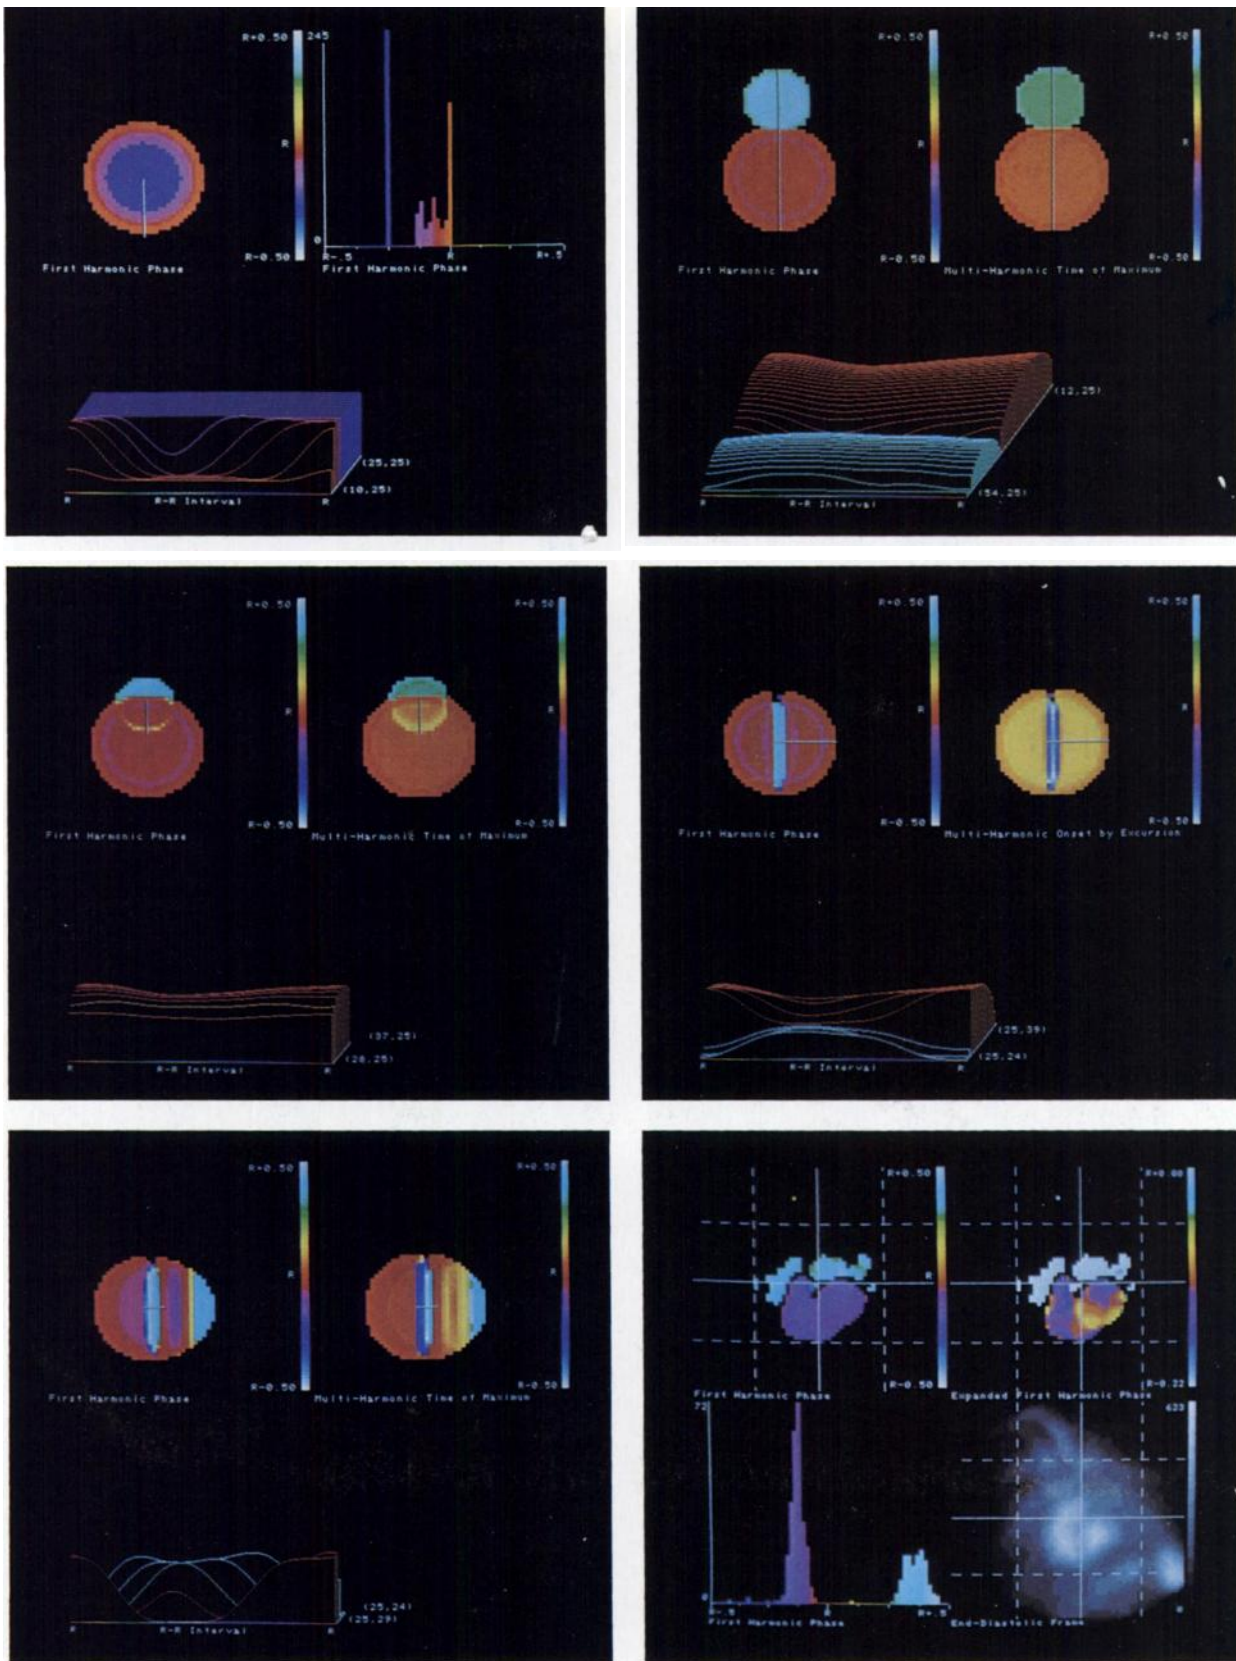 R+0.50
245
R
0
R-0.50
R-.5
R
R+.5
First Harmonic Phase
First Harmonic Phase
(25,25)
(10,25)
R
R-R Interval
R
R+0.50
R+0.50
R
R
R-0.50
R-0.50
First Harmonic Phase
Multi-Harmonic Time of Maximum
(12,25)
(54,25)
R
R-R Interval
R
R+0.50
R+0.50
R
R
R-0.50
R-0.50
First Harmonic Phase
Multi-Harmonic Time of Maximum
(37,25)
(26,25)
R
R-R Interval
R
R+0.50
R+0.50
R
R
R-0.50
R-0.50
First Harmonic Phase
Multi-Harmonic Onset by Excursion
(25,39)
(25,24)
R
R-R Interval
R
R+0.50
R+0.50
R
R
R-0.50
R-0.50
First Harmonic Phase
Multi-Harmonic Time of Maximum
(25,24)
(25,29)
R
R-R Interval
R
R+0.50
R+0.00
R
R-0.50
R-0.22
First Harmonic Phase
Expanded First Harmonic Phase
72
633
0
-.5
R
R+.5
First Harmonic Phase
End-Diastolic Frame